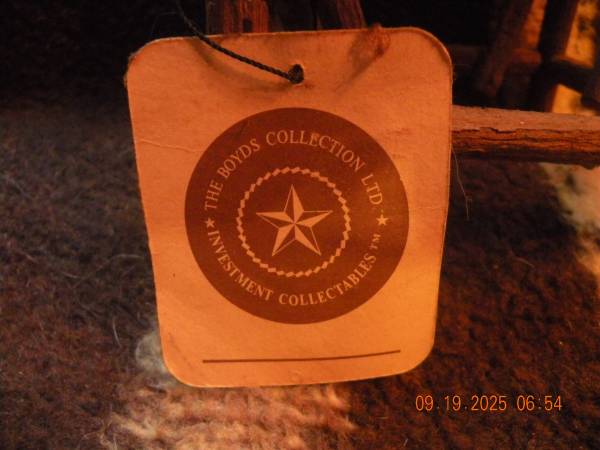 ★ THE BOYDS COLLECTION LTD. ★
INVESTMENT COLLECTABLES™
09.19.2025 06:54